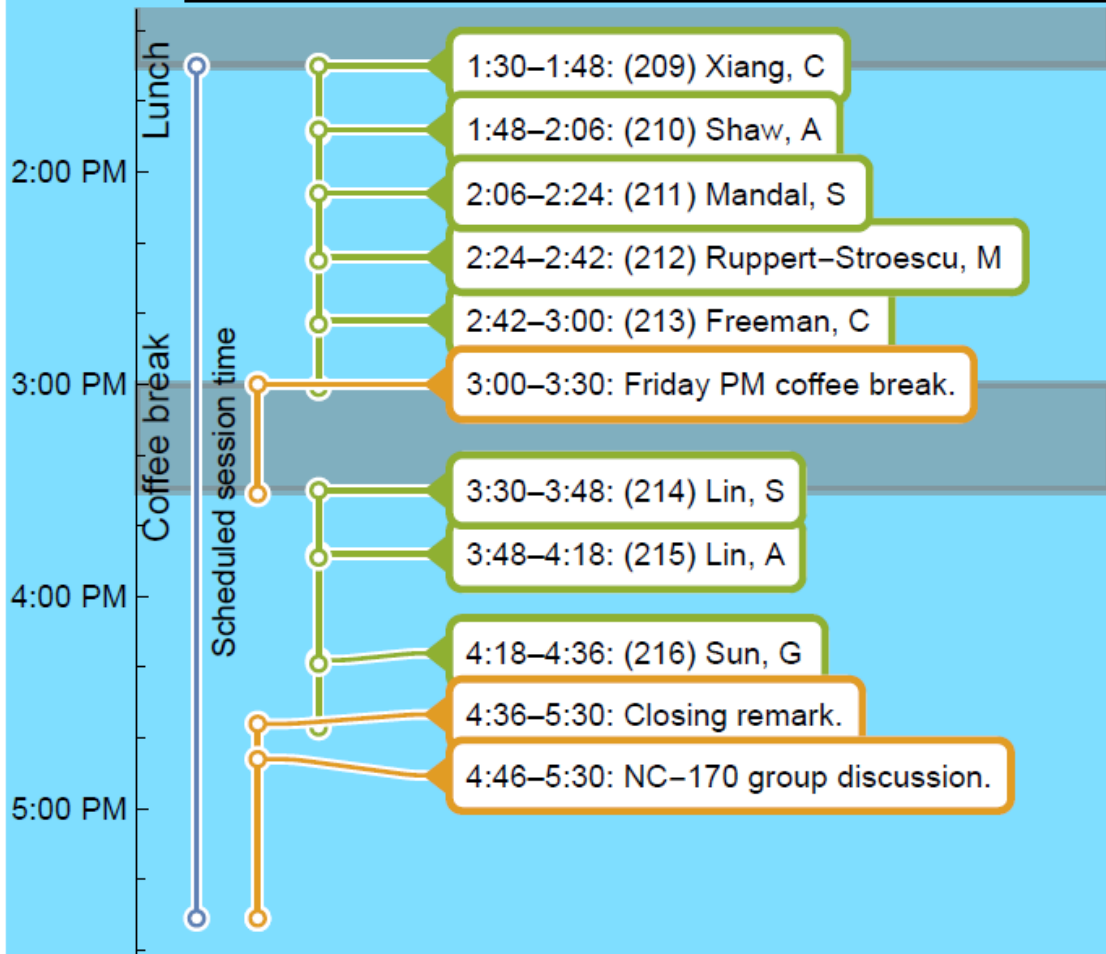 Lunch
1:30–1:48: (209) Xiang, C
1:48–2:06: (210) Shaw, A
2:00 PM
2:06–2:24: (211) Mandal, S
2:24–2:42: (212) Ruppert–Stroescu, M
2:42–3:00: (213) Freeman, C
3:00 PM
Coffee break
Scheduled session time
3:00–3:30: Friday PM coffee break.
3:30–3:48: (214) Lin, S
3:48–4:18: (215) Lin, A
4:00 PM
4:18–4:36: (216) Sun, G
4:36–5:30: Closing remark.
4:46–5:30: NC–170 group discussion.
5:00 PM